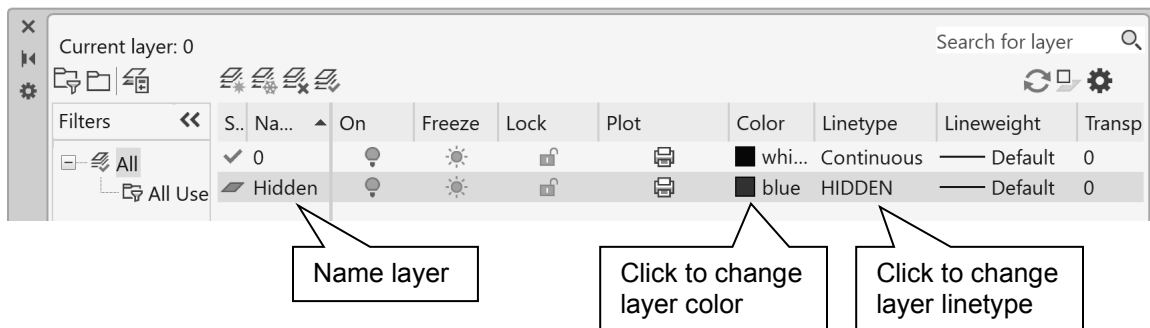 Current layer: 0
Search for layer
Filters
S.. Na... On Freeze Lock Plot Color Linetype Lineweight Transp
All
0 whi... Continuous Default 0
All Use
Hidden blue HIDDEN Default 0
Name layer
Click to change
layer color
Click to change
layer linetype